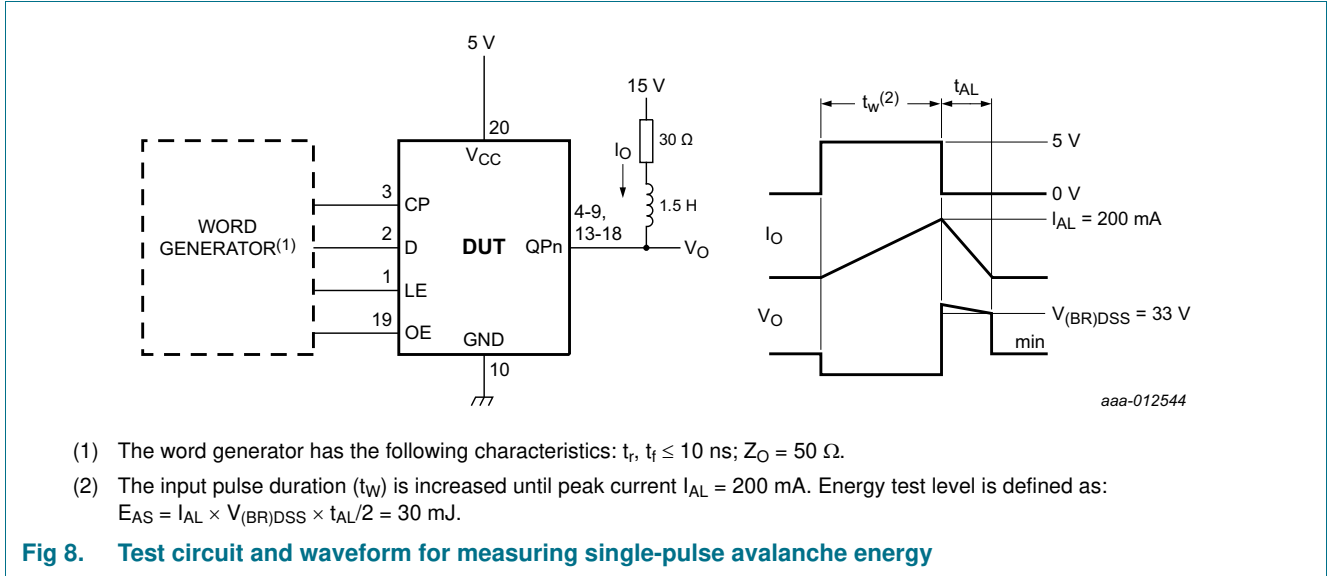 5 V
15 V
20
VCC
30 Ω
IO
1.5 H
WORD
GENERATOR(1)
3
CP
2
D
DUT
QPn
4-9,
13-18
VO
1
LE
19
OE
GND
10
tW(2)
tAL
5 V
0 V
IO
IAL = 200 mA
VO
V(BR)DSS = 33 V
min
aaa-012544
(1) The word generator has the following characteristics: tr, tf ≤ 10 ns; ZO = 50 Ω.
(2) The input pulse duration (tW) is increased until peak current IAL = 200 mA. Energy test level is defined as:
EAS = IAL × V(BR)DSS × tAL/2 = 30 mJ.
Fig 8. Test circuit and waveform for measuring single-pulse avalanche energy